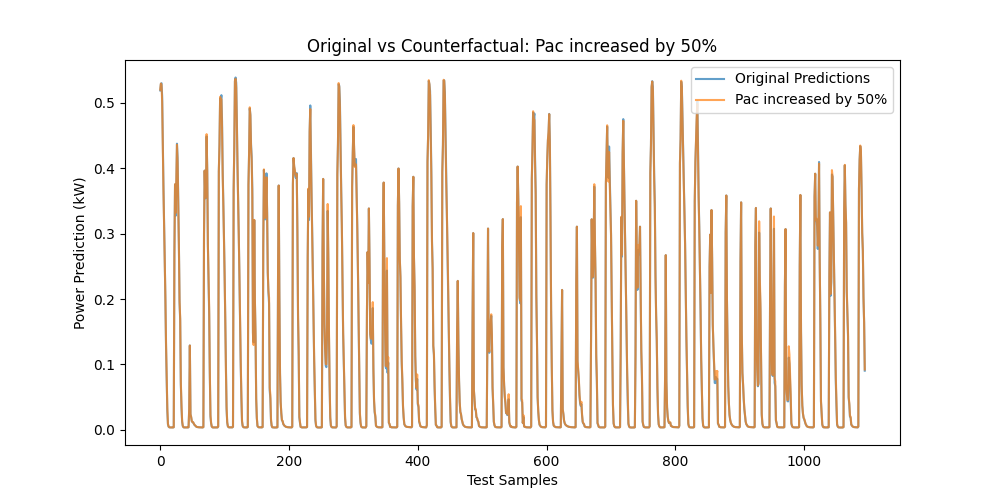 Original vs Counterfactual: Pac increased by 50%
Original Predictions
Pac increased by 50%
Power Prediction (kW)
0.5
0.4
0.3
0.2
0.1
0.0
0 200 400 600 800 1000
Test Samples